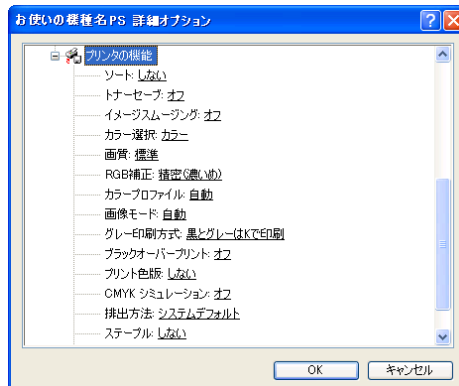 お使いの機種名 PS 詳細オプション
プリンタの機能
ソート: しない
トナーセーブ: オフ
イメージスムージング: オフ
カラー選択: カラー
画質: 標準
RGB補正: 精密(濃いめ)
カラープロファイル: 自動
画像モード: 自動
グレー印刷方式: 黒とグレーはKで印刷
ブラックオーバープリント: オフ
プリント色版: しない
CMYK シミュレーション: オフ
排出方法: システムデフォルト
ステープル: しない
OK
キャンセル